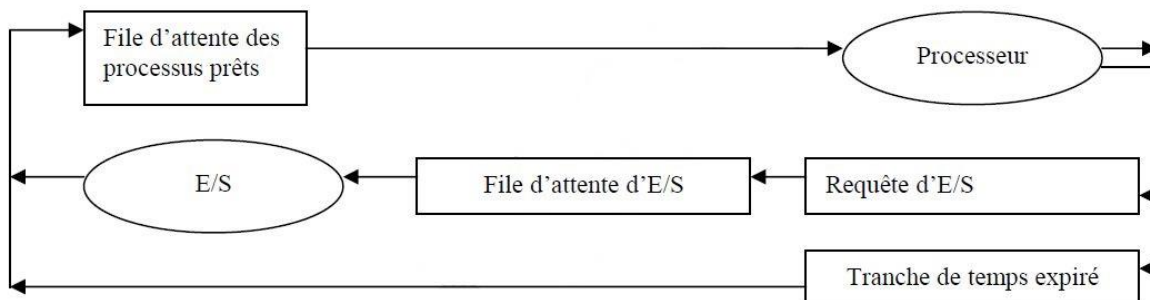 File d’attente des
processus prêts
Processeur
E/S
File d’attente d’E/S
Requête d’E/S
Tranche de temps expiré